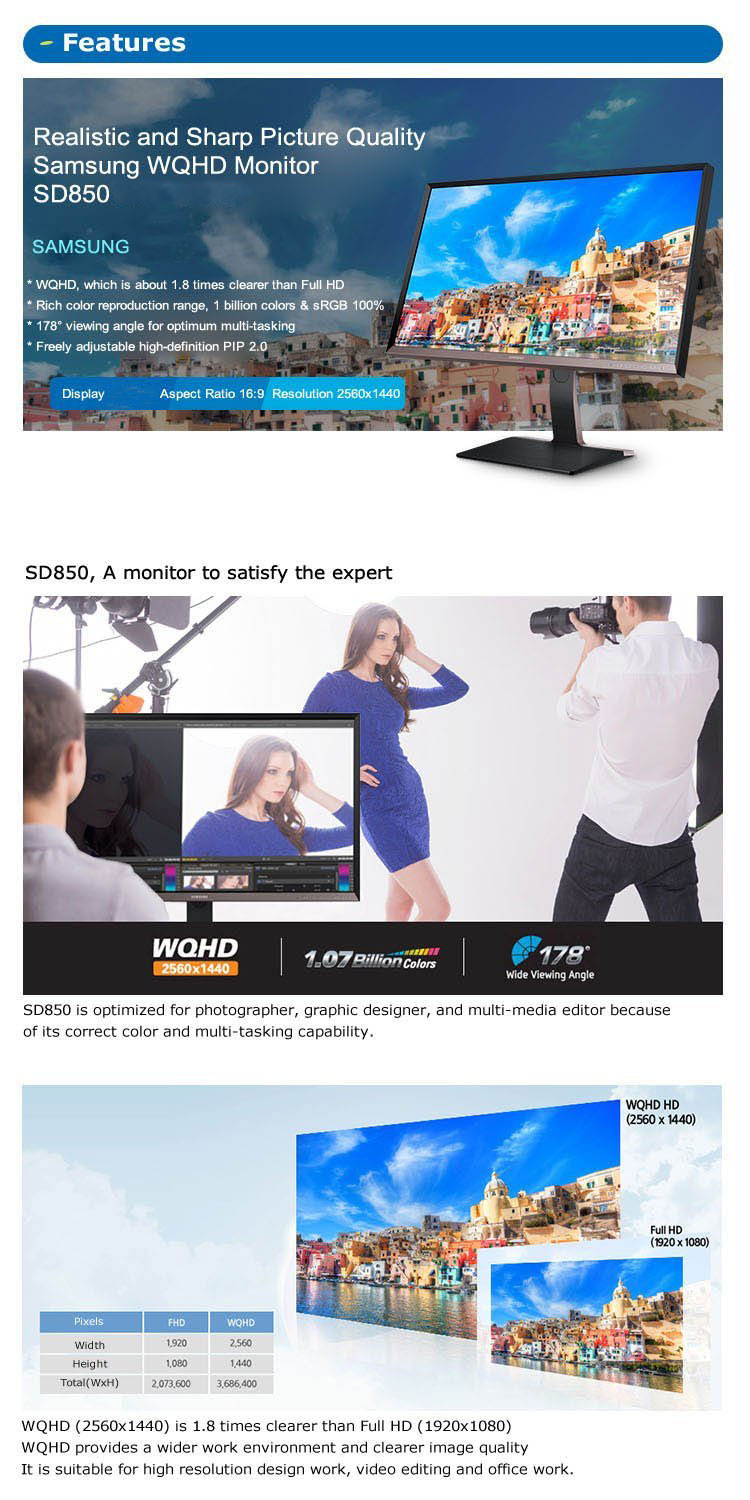 Features
Realistic and Sharp Picture Quality
Samsung WQHD Monitor
SD850
SAMSUNG
* WQHD, which is about 1.8 times clearer than Full HD
* Rich color reproduction range, 1 billion colors & sRGB 100%
* 178° viewing angle for optimum multi-tasking
* Freely adjustable high-definition PIP 2.0
Display Aspect Ratio 16:9 Resolution 2560x1440
SD850, A monitor to satisfy the expert
SAMSUNG
WQHD
2560x1440
1.07 Billion Colors
178°
Wide Viewing Angle
SD850 is optimized for photographer, graphic designer, and multi-media editor because
of its correct color and multi-tasking capability.
WQHD HD
(2560 x 1440)
Full HD
(1920 x 1080)
Pixels FHD WQHD
Width 1,920 2,560
Height 1,080 1,440
Total(WxH) 2,073,600 3,686,400
WQHD (2560x1440) is 1.8 times clearer than Full HD (1920x1080)
WQHD provides a wider work environment and clearer image quality
It is suitable for high resolution design work, video editing and office work.